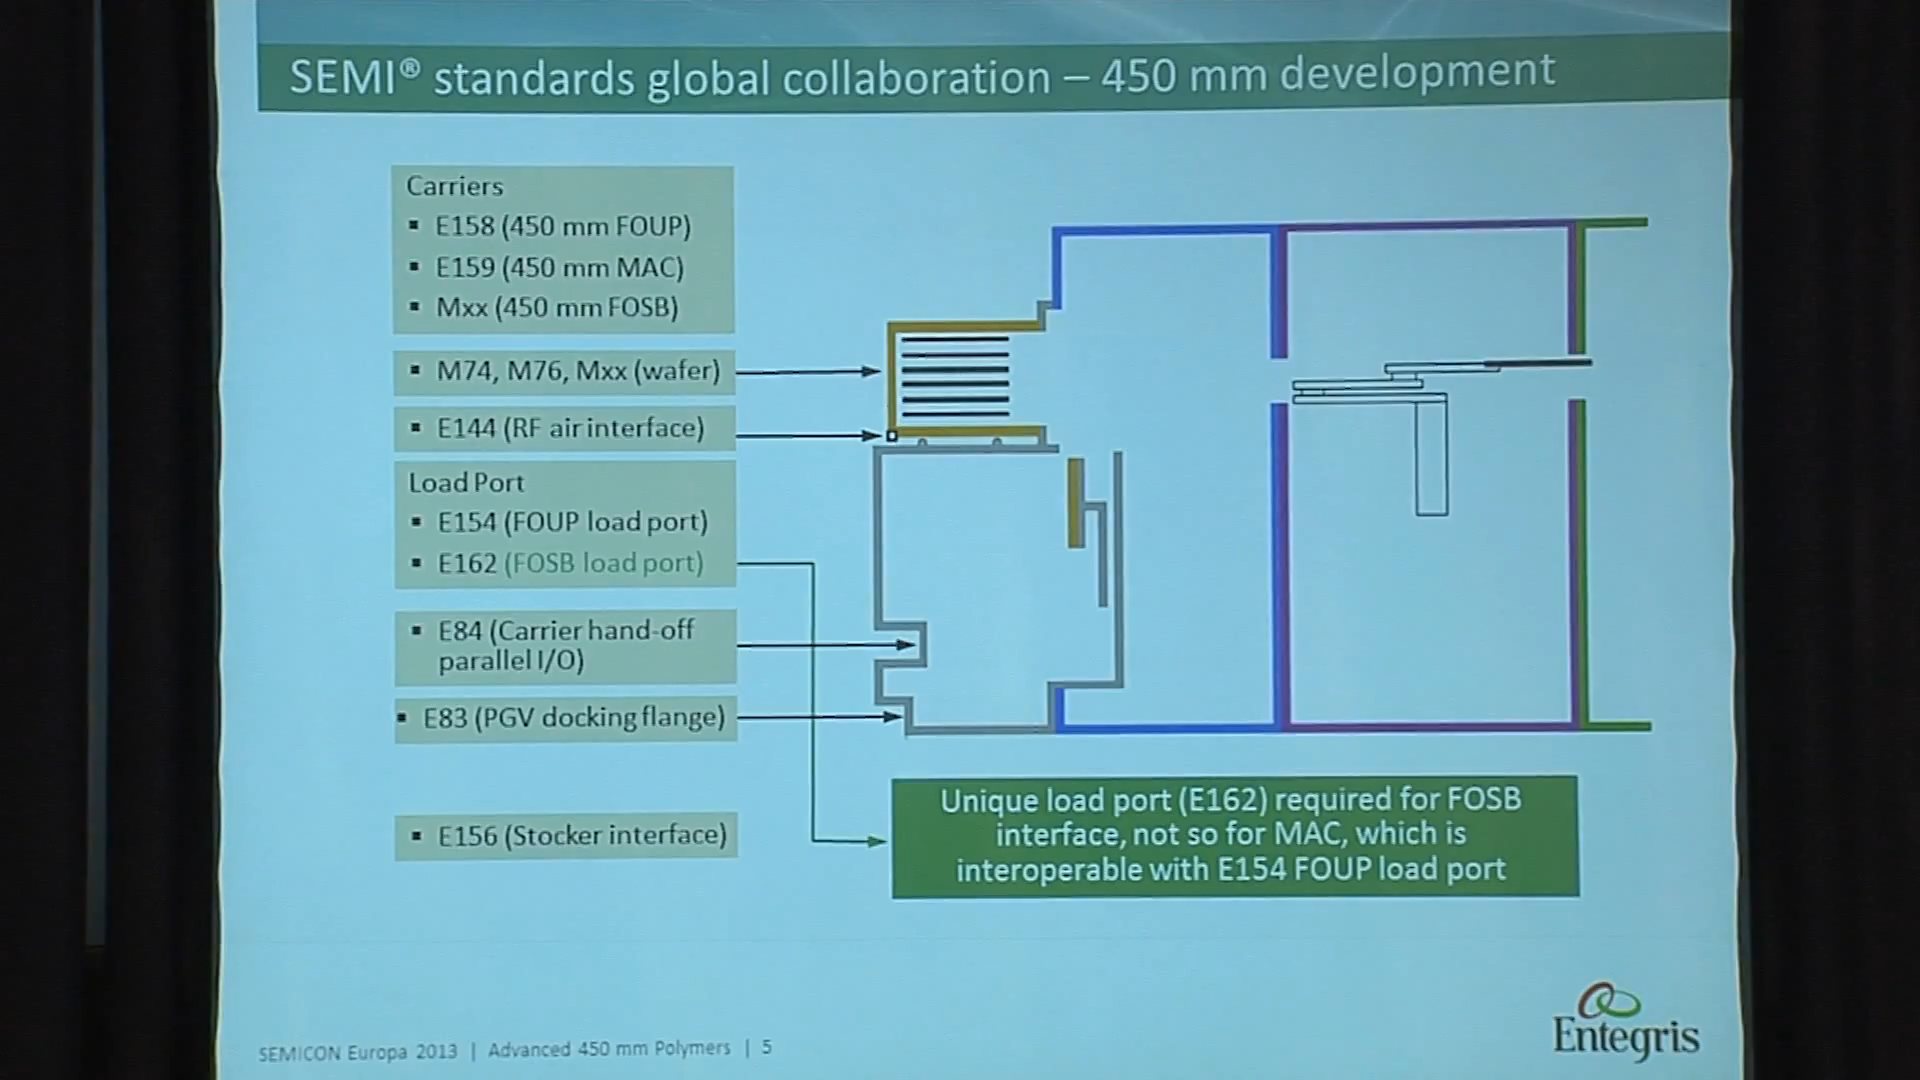 SEMI® standards global collaboration – 450 mm development
Carriers
▪ E158 (450 mm FOUP)
▪ E159 (450 mm MAC)
▪ Mxx (450 mm FOSB)
▪ M74, M76, Mxx (wafer)
▪ E144 (RF air interface)
Load Port
▪ E154 (FOUP load port)
▪ E162 (FOSB load port)
▪ E84 (Carrier hand-off
parallel I/O)
▪ E83 (PGV docking flange)
▪ E156 (Stocker interface)
Unique load port (E162) required for FOSB
interface, not so for MAC, which is
interoperable with E154 FOUP load port
SEMICON Europa 2013 | Advanced 450 mm Polymers | 5
Entegris